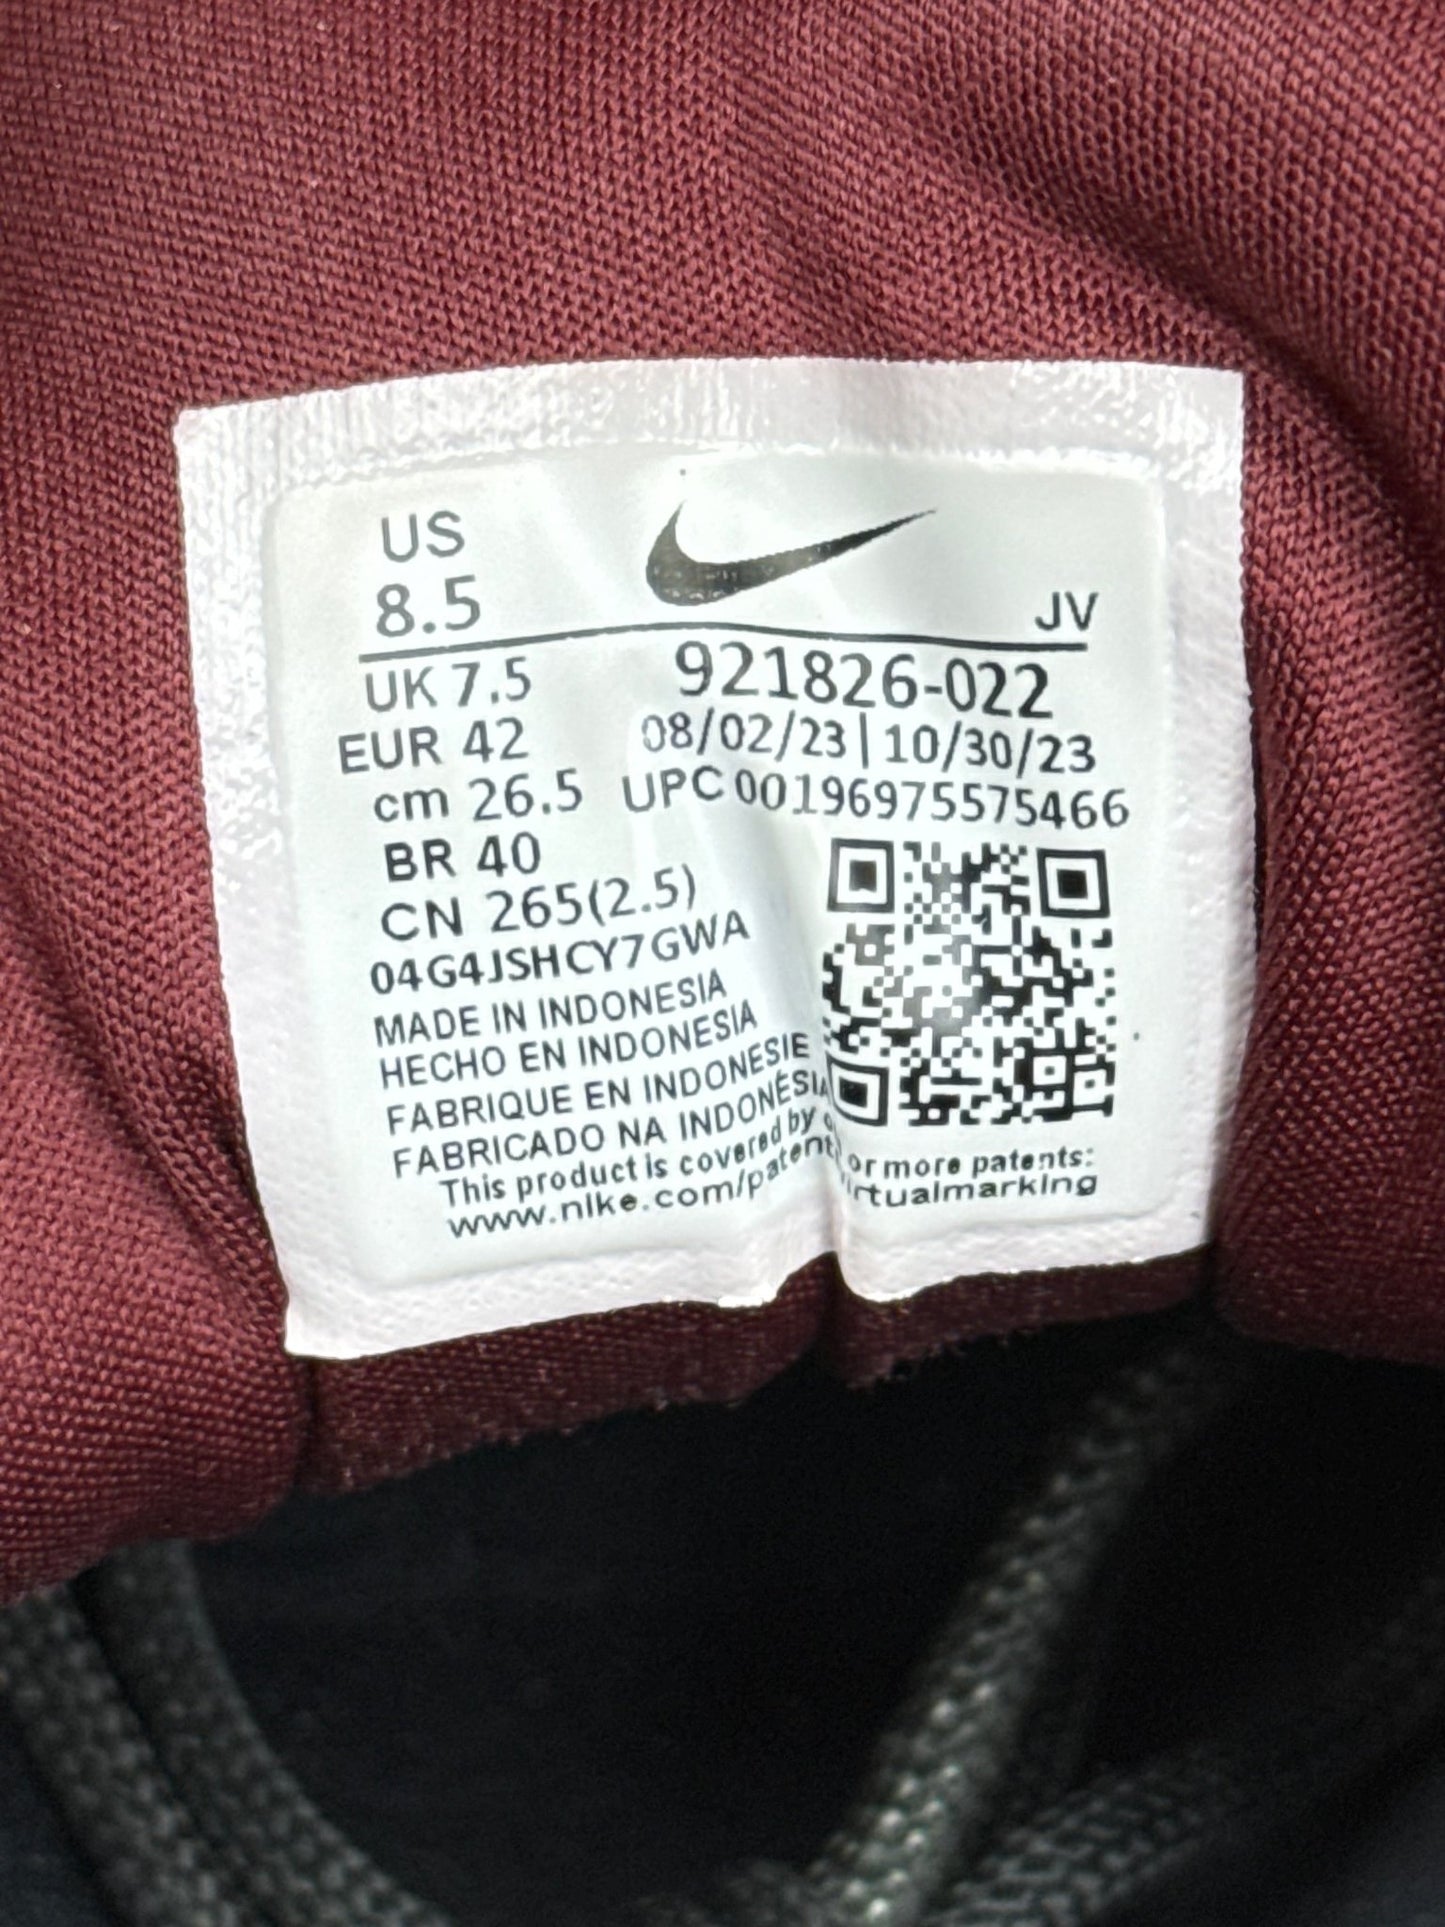 US
8.5
JV
UK 7.5
921826-022
EUR 42
08/02/23|10/30/23
cm 26.5
UPC 00196975575466
BR 40
CN 265(2.5)
04G4JSHCY7GWA
MADE IN INDONESIA
HECHO EN INDONESIA
FABRIQUE EN INDONESIE
FABRICADO NA INDONÉSIA
This product is covered by or more patents:
www.nike.com/patents/virtualmarking